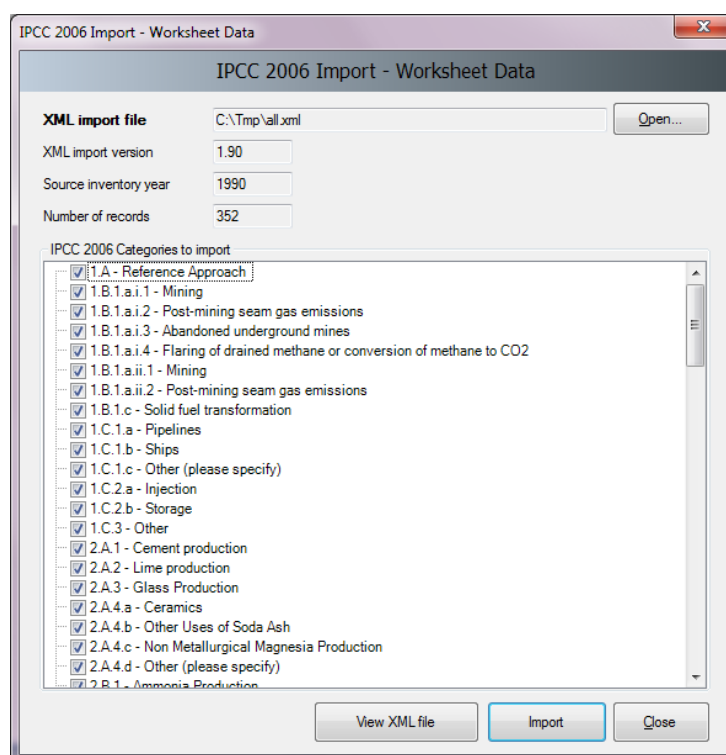 IPCC 2006 Import - Worksheet Data
IPCC 2006 Import - Worksheet Data
XML import file C:\Tmp\all.xml Open...
XML import version 1.90
Source inventory year 1990
Number of records 352
IPCC 2006 Categories to import
1.A - Reference Approach
1.B.1.a.i.1 - Mining
1.B.1.a.i.2 - Post-mining seam gas emissions
1.B.1.a.i.3 - Abandoned underground mines
1.B.1.a.i.4 - Flaring of drained methane or conversion of methane to CO2
1.B.1.a.ii.1 - Mining
1.B.1.a.ii.2 - Post-mining seam gas emissions
1.B.1.c - Solid fuel transformation
1.C.1.a - Pipelines
1.C.1.b - Ships
1.C.1.c - Other (please specify)
1.C.2.a - Injection
1.C.2.b - Storage
1.C.3 - Other
2.A.1 - Cement production
2.A.2 - Lime production
2.A.3 - Glass Production
2.A.4.a - Ceramics
2.A.4.b - Other Uses of Soda Ash
2.A.4.c - Non Metallurgical Magnesia Production
2.A.4.d - Other (please specify)
2.B.1 - Ammonia Production
View XML file Import Close